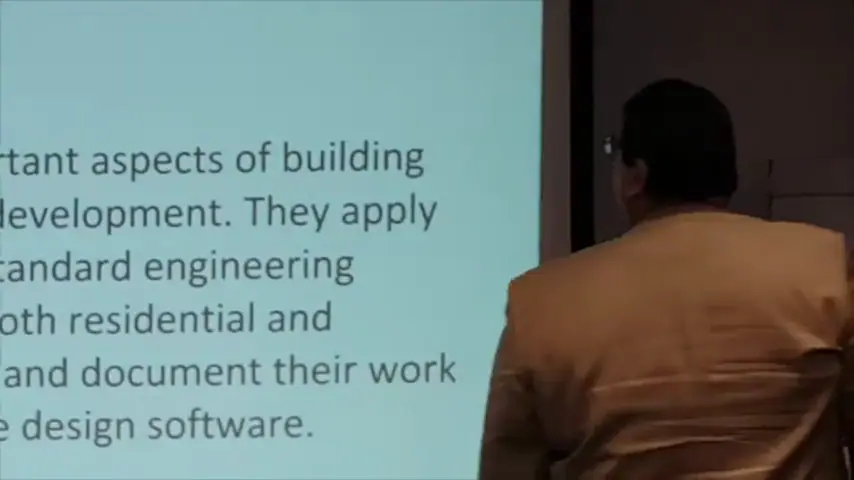 rtant aspects of building
development. They apply
tandard engineering
oth residential and
and document their work
e design software.